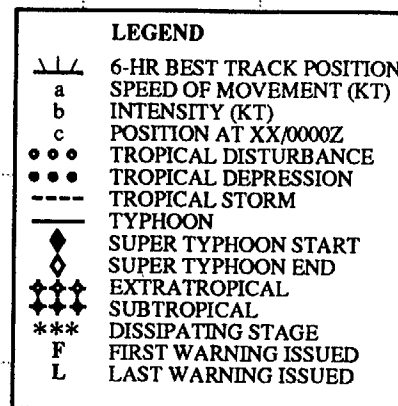 LEGEND
6-HR BEST TRACK POSITION
a SPEED OF MOVEMENT (KT)
b INTENSITY (KT)
c POSITION AT XX/0000Z
TROPICAL DISTURBANCE
TROPICAL DEPRESSION
TROPICAL STORM
TYPHOON
SUPER TYPHOON START
SUPER TYPHOON END
EXTRATROPICAL
SUBTROPICAL
*** DISSIPATING STAGE
F FIRST WARNING ISSUED
L LAST WARNING ISSUED